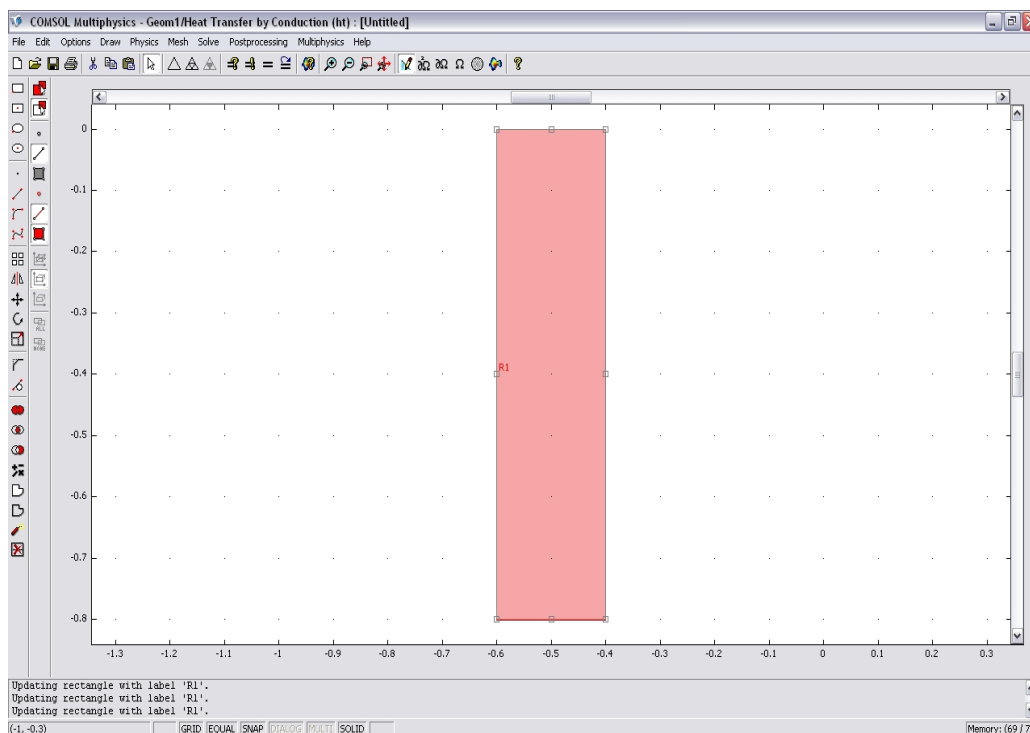 COMSOL Multiphysics - Geom1/Heat Transfer by Conduction (ht) : [Untitled]
File Edit Options Draw Physics Mesh Solve Postprocessing Multiphysics Help
0
-0.1
-0.2
-0.3
-0.4
-0.5
-0.6
-0.7
-0.8
R1
-1.3 -1.2 -1.1 -1 -0.9 -0.8 -0.7 -0.6 -0.5 -0.4 -0.3 -0.2 -0.1 0 0.1 0.2 0.3
Updating rectangle with label 'R1'.
Updating rectangle with label 'R1'.
Updating rectangle with label 'R1'.
(-1, -0.3) GRID EQUAL SNAP DIALOG MULTI SOLID Memory: (69 / 7